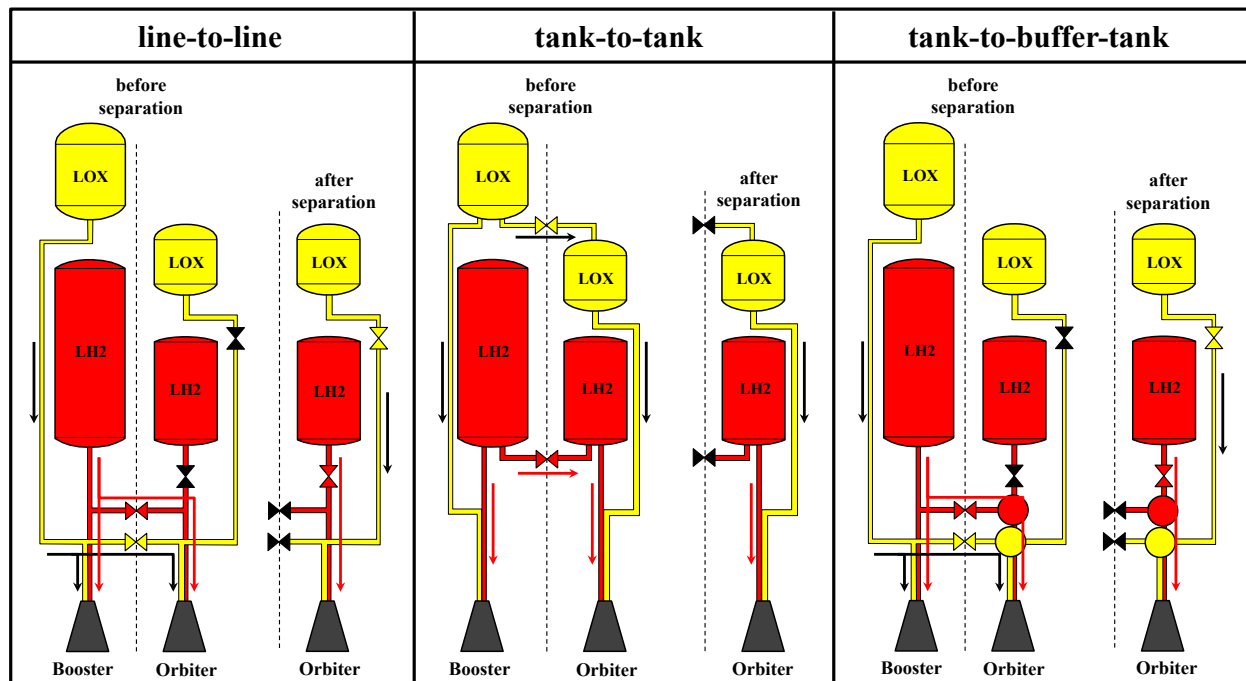 line-to-line
tank-to-tank
tank-to-buffer-tank
before
separation
LOX
LH2
LOX
LH2
after
separation
LOX
LH2
Booster
Orbiter
Orbiter
before
separation
LOX
LH2
LOX
LH2
after
separation
LOX
LH2
Booster
Orbiter
Orbiter
before
separation
LOX
LH2
LOX
LH2
after
separation
LOX
LH2
Booster
Orbiter
Orbiter